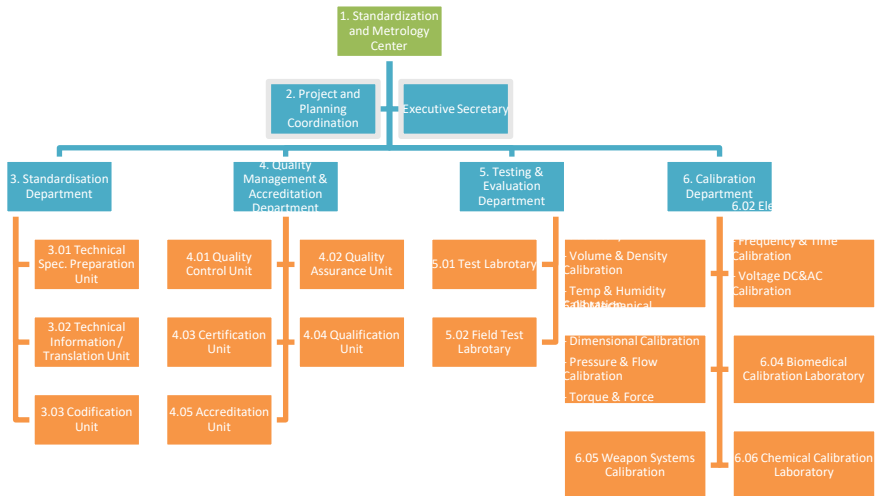 1. Standardization
and Metrology
Center
2. Project and
Planning
Coordination
Executive Secretary
3. Standardisation
Department
4. Quality
Management &
Accreditation
Department
5. Testing &
Evaluation
Department
6. Calibration
Department
3.01 Technical
Spec. Preparation
Unit
3.02 Technical
Information /
Translation Unit
3.03 Codification
Unit
4.01 Quality
Control Unit
4.02 Quality
Assurance Unit
4.03 Certification
Unit
4.04 Qualification
Unit
4.05 Accreditation
Unit
5.01 Test Labrotary
5.02 Field Test
Labrotary
- Volume & Density
Calibration
- Temp & Humidity
Calibration
6.02
- Frequency & Time
Calibration
- Voltage DC&AC
Calibration
Mechanical
- Dimensional Calibration
- Pressure & Flow
Calibration
- Torque & Force
6.04 Biomedical
Calibration Laboratory
6.05 Weapon Systems
Calibration
6.06 Chemical Calibration
Laboratory